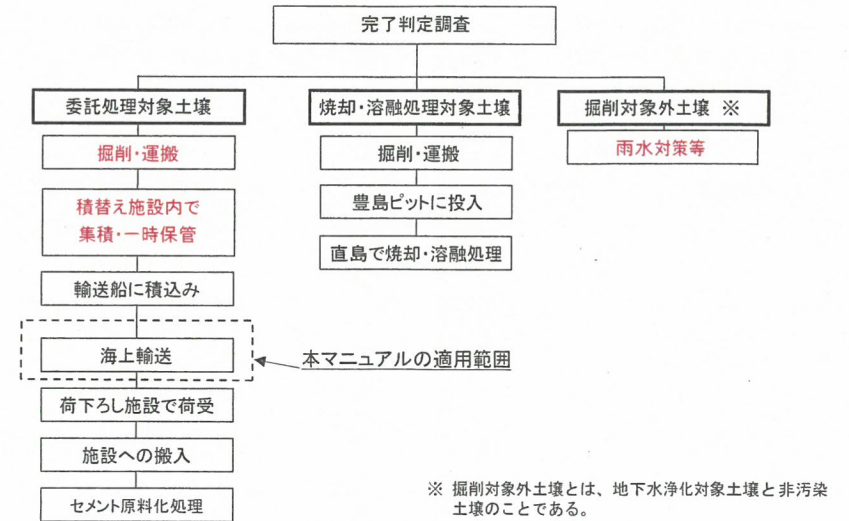 完了判定調査
委託処理対象土壌
掘削・運搬
積替え施設内で
集積・一時保管
輸送船に積込み
海上輸送
荷下ろし施設で荷受
施設への搬入
セメント原料化処理
焼却・溶融処理対象土壌
掘削・運搬
豊島ピットに投入
直島で焼却・溶融処理
掘削対象外土壌 ※
雨水対策等
本マニュアルの適用範囲
※ 掘削対象外土壌とは、地下水浄化対象土壌と非汚染
土壌のことである。